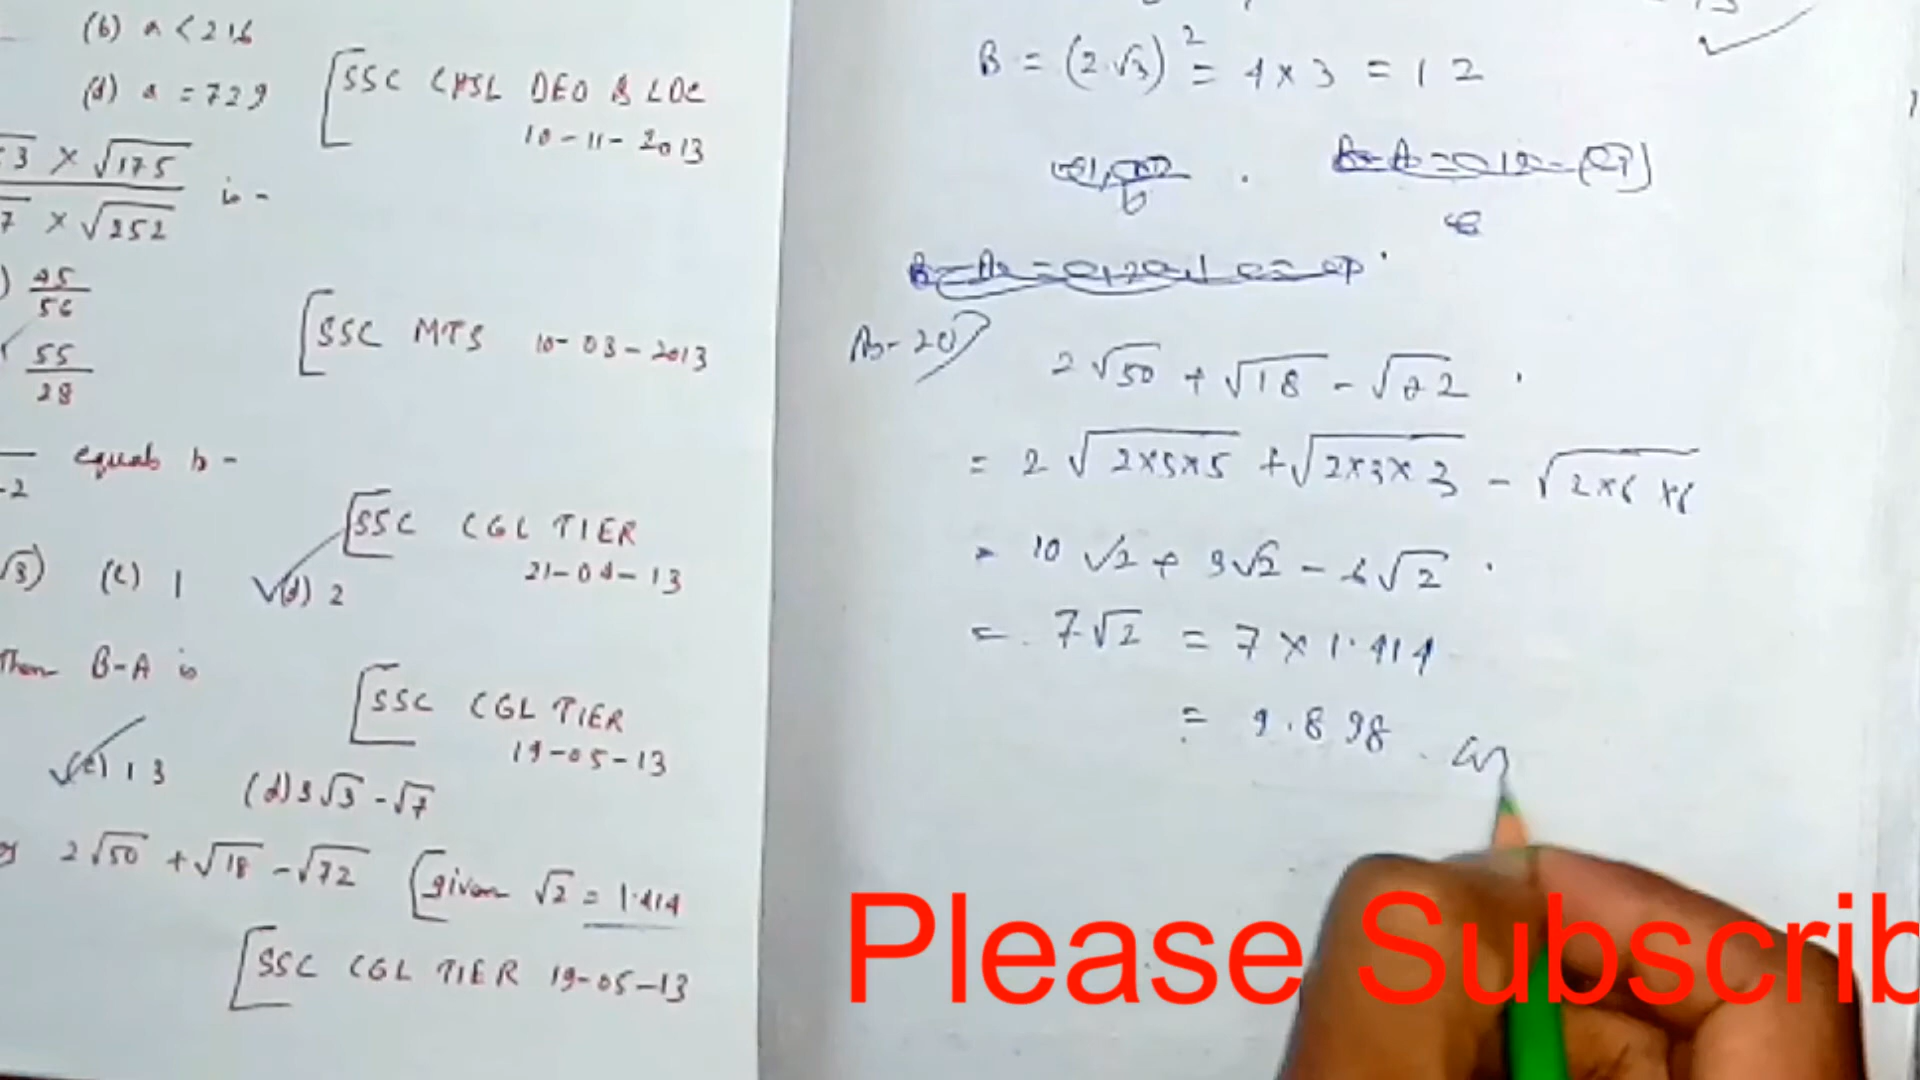 (b) a < 216
(d) a = 729
[SSC CHSL DEO & LDC
10-11-2013
3 × √175
7 × √252
is -
45
56
55
28
[SSC MTS 10-03-2013
-2 equals to -
[SSC CGL TIER
21-04-13
√3) (c) 1 (d) 2
Then B-A is
[SSC CGL TIER
19-05-13
(c) 13 (d) 3√3 - √7
2√50 + √18 - √72 [given √2 = 1.414
[SSC CGL TIER 19-05-13
B = (2√3)² = 4 × 3 = 12
2√50 + √18 - √72
= 2√2×5×5 + √2×3×3 - √2×6×6
= 10√2 + 3√2 - 6√2
= 7√2 = 7 × 1.414
= 9.898
Please Subscrib